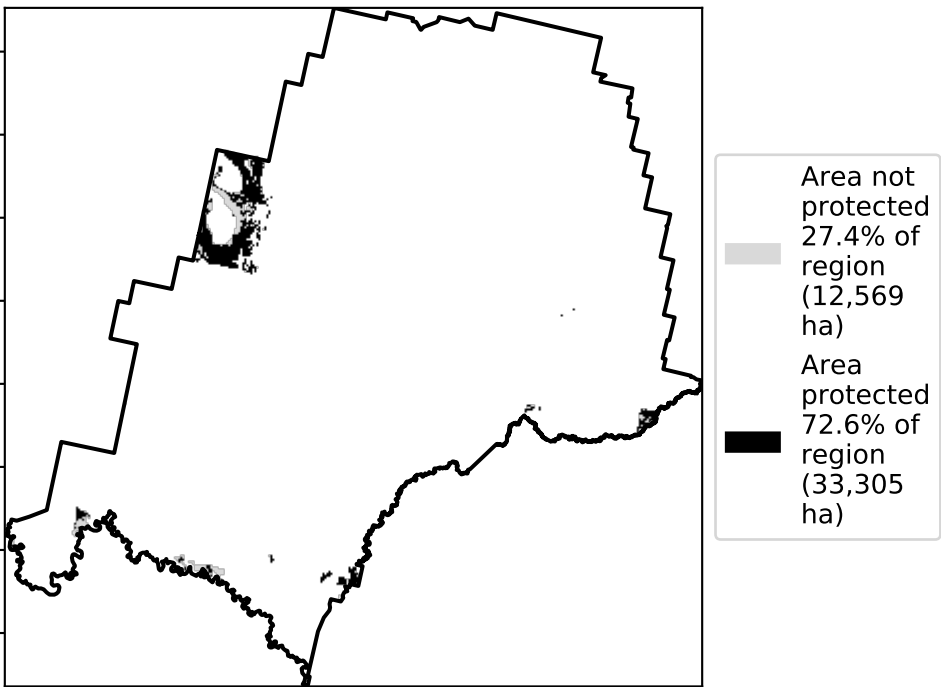 Area not
protected
27.4% of
region
(12,569
ha)
Area
protected
72.6% of
region
(33,305
ha)